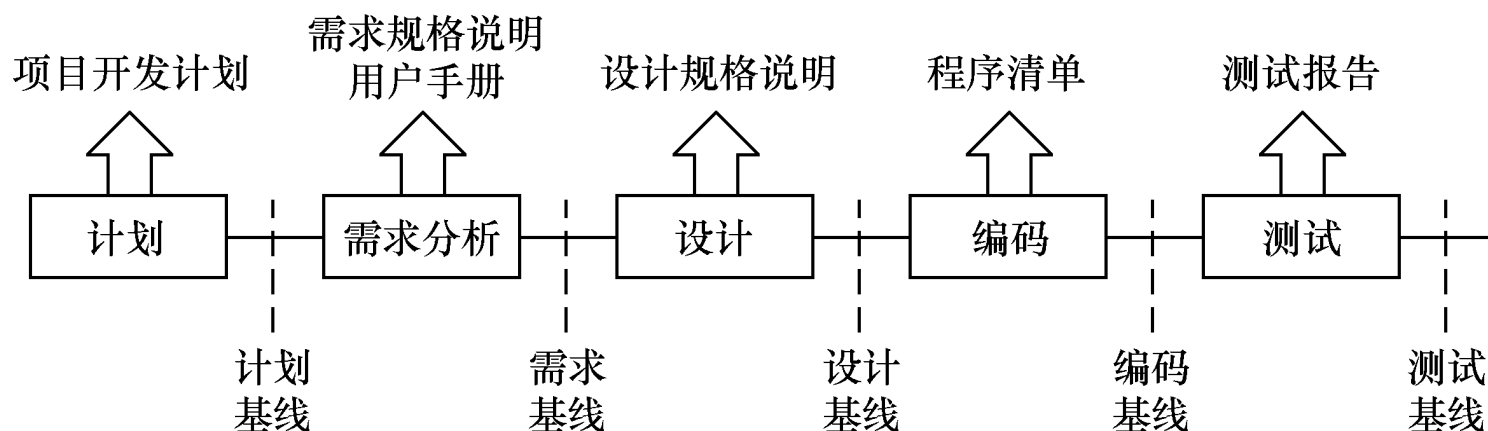 项目开发计划
需求规格说明
用户手册
设计规格说明
程序清单
测试报告
计划
需求分析
设计
编码
测试
计划
基线
需求
基线
设计
基线
编码
基线
测试
基线